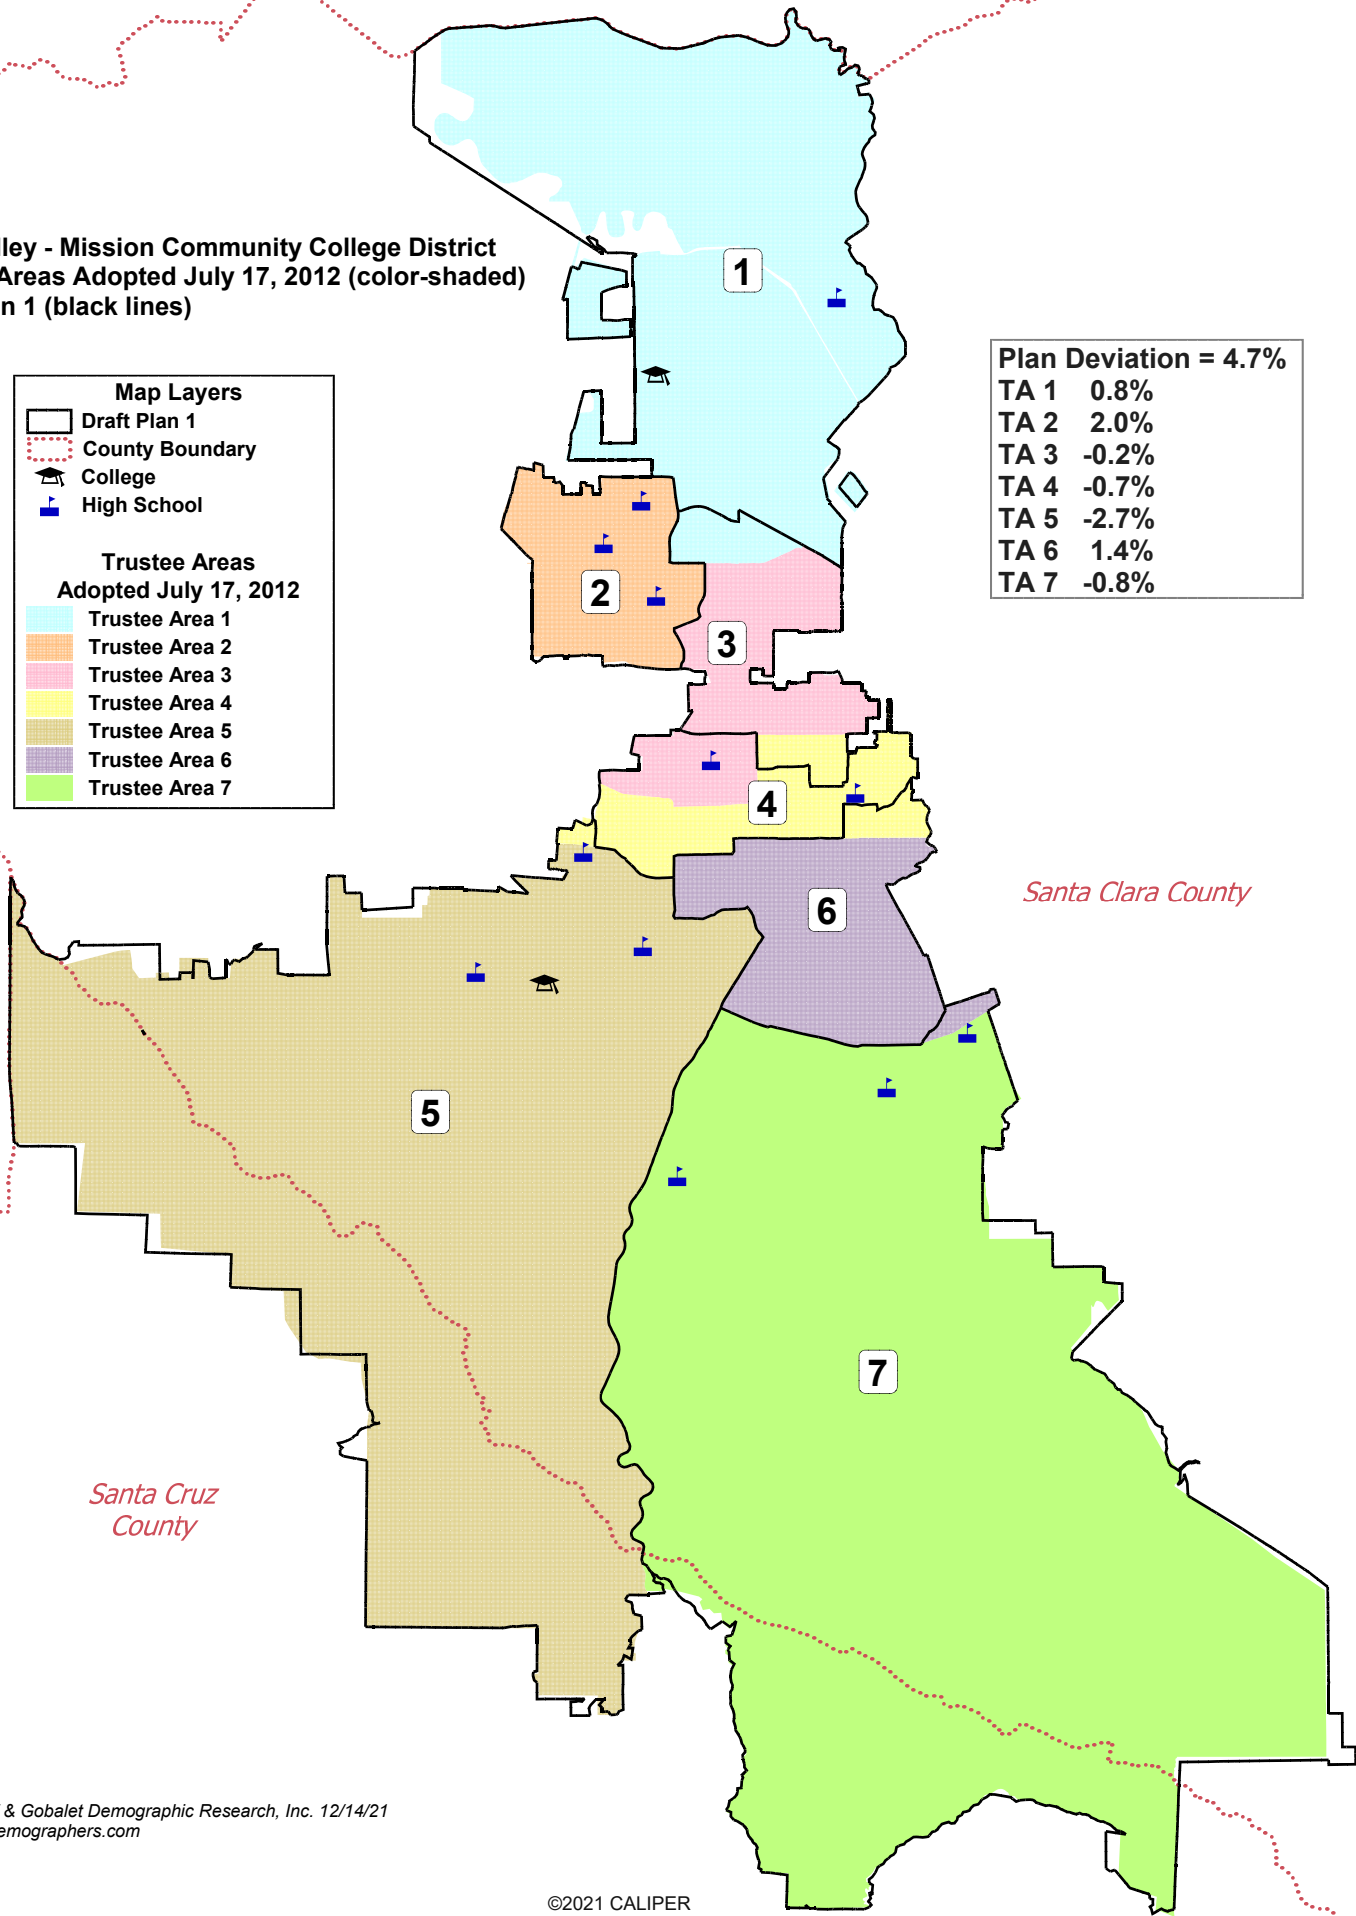 lley - Mission Community College District
Areas Adopted July 17, 2012 (color-shaded)
n 1 (black lines)
Map Layers
Draft Plan 1
County Boundary
College
High School
Trustee Areas
Adopted July 17, 2012
Trustee Area 1
Trustee Area 2
Trustee Area 3
Trustee Area 4
Trustee Area 5
Trustee Area 6
Trustee Area 7
Plan Deviation = 4.7%
TA 1 0.8%
TA 2 2.0%
TA 3 -0.2%
TA 4 -0.7%
TA 5 -2.7%
TA 6 1.4%
TA 7 -0.8%
1
2
3
4
6
5
7
Santa Clara County
Santa Cruz
County
& Gobalet Demographic Research, Inc. 12/14/21
emographers.com
©2021 CALIPER